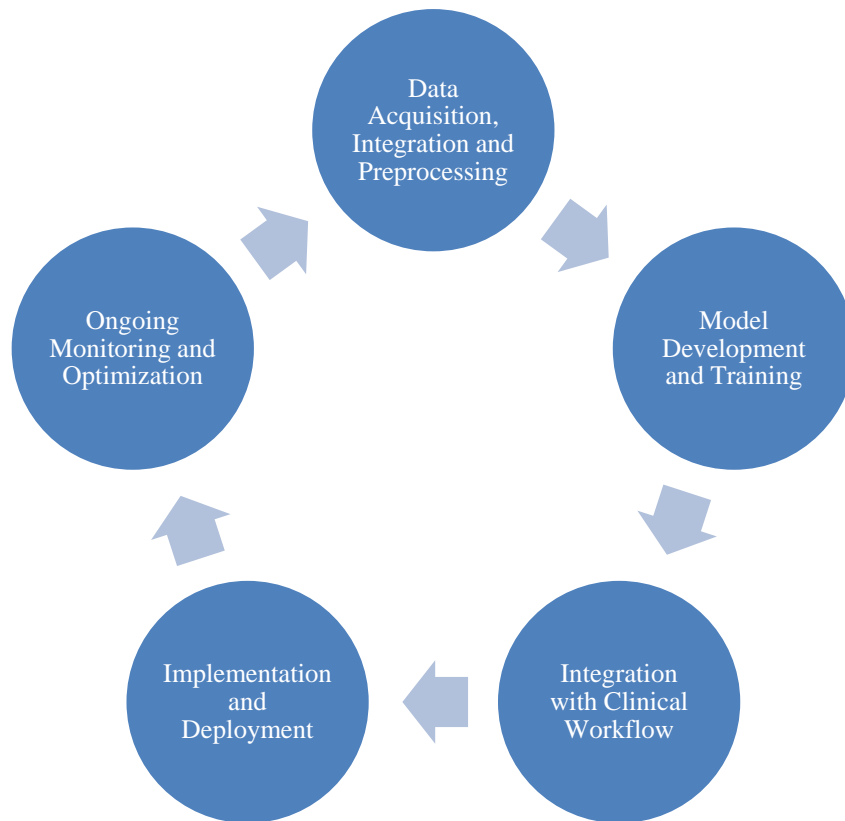 Data
Acquisition,
Integration and
Preprocessing
Model
Development
and Training
Integration
with Clinical
Workflow
Implementation
and
Deployment
Ongoing
Monitoring and
Optimization